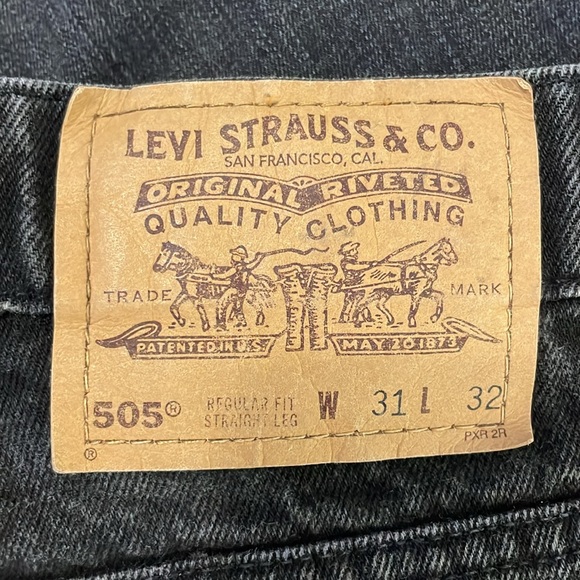 LEVI STRAUSS & CO.
SAN FRANCISCO, CAL.
ORIGINAL RIVETED
QUALITY CLOTHING
TRADE MARK
PATENTED IN U.S. MAY 20 1873
505® REGULAR FIT STRAIGHT LEG W 31 L 32
PXR 2R
®